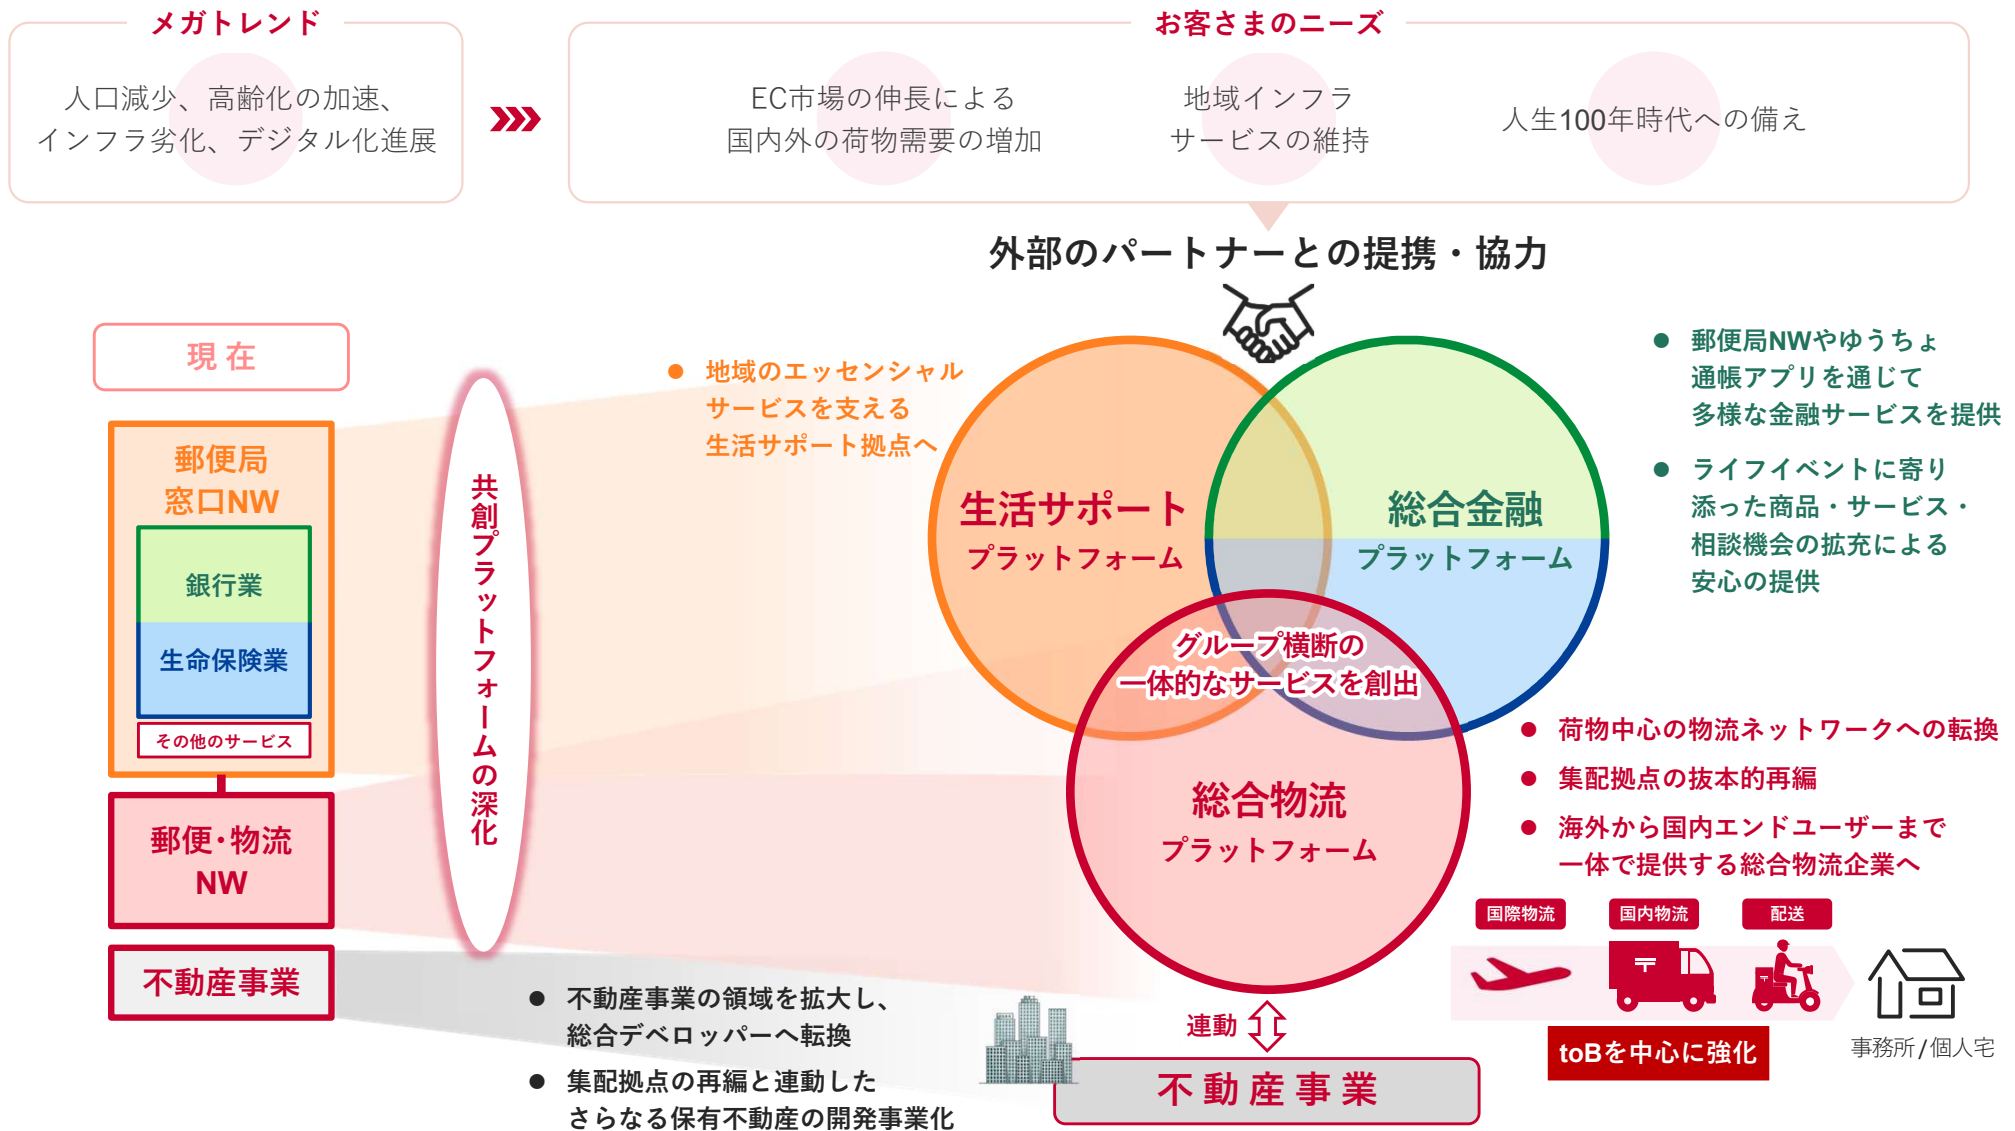 メガトレンド
人口減少、高齢化の加速、
インフラ劣化、デジタル化進展
お客さまのニーズ
EC市場の伸長による
国内外の荷物需要の増加
地域インフラ
サービスの維持
人生100年時代への備え
外部のパートナーとの提携・協力
現在
郵便局
窓口NW
銀行業
生命保険業
その他のサービス
郵便・物流
NW
不動産事業
共創プラットフォームの深化
● 地域のエッセンシャル
サービスを支える
生活サポート拠点へ
生活サポート
プラットフォーム
総合金融
プラットフォーム
グループ横断の
一体的なサービスを創出
総合物流
プラットフォーム
● 郵便局NWやゆうちょ
通帳アプリを通じて
多様な金融サービスを提供
● ライフイベントに寄り
添った商品・サービス・
相談機会の拡充による
安心の提供
● 荷物中心の物流ネットワークへの転換
● 集配拠点の抜本的再編
● 海外から国内エンドユーザーまで
一体で提供する総合物流企業へ
国際物流
国内物流
配送
〒
〒
toBを中心に強化
事務所/個人宅
● 不動産事業の領域を拡大し、
総合デベロッパーへ転換
● 集配拠点の再編と連動した
さらなる保有不動産の開発事業化
連動
不動産事業